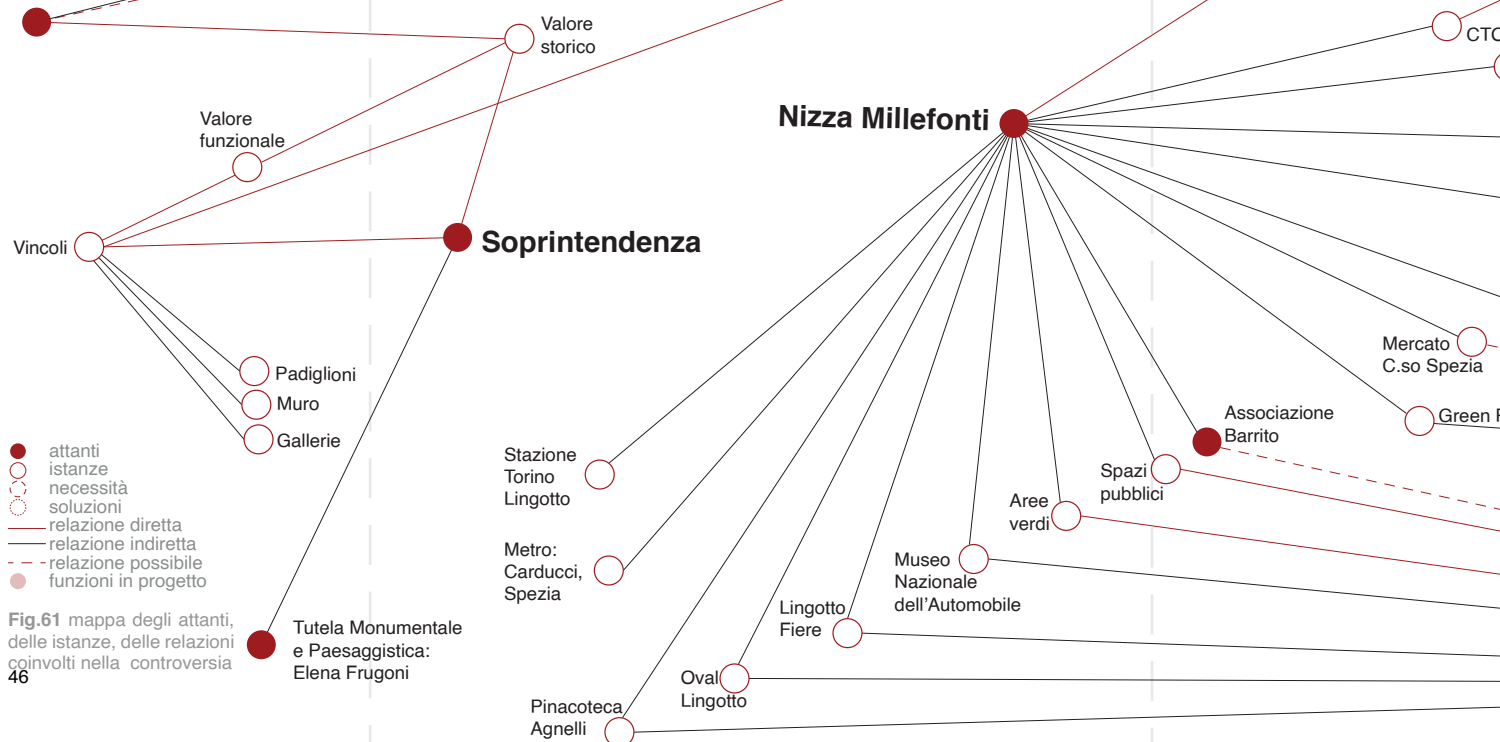 Valore
storico
CTO
Nizza Millefonti
Valore
funzionale
Vincoli
Soprintendenza
Padiglioni
Muro
Gallerie
Mercato
C.so Spezia
Associazione
Barrito
Green
Stazione
Torino
Lingotto
Spazi
pubblici
Aree
verdi
Metro:
Carducci,
Spezia
Museo
Nazionale
dell'Automobile
Lingotto
Fiere
Oval
Lingotto
Pinacoteca
Agnelli
Tutela Monumentale
e Paesaggistica:
Elena Frugoni
attanti
istanze
necessità
soluzioni
relazione diretta
relazione indiretta
relazione possibile
funzioni in progetto
Fig.61 mappa degli attanti,
delle istanze, delle relazioni
coinvolti nella controversia
46